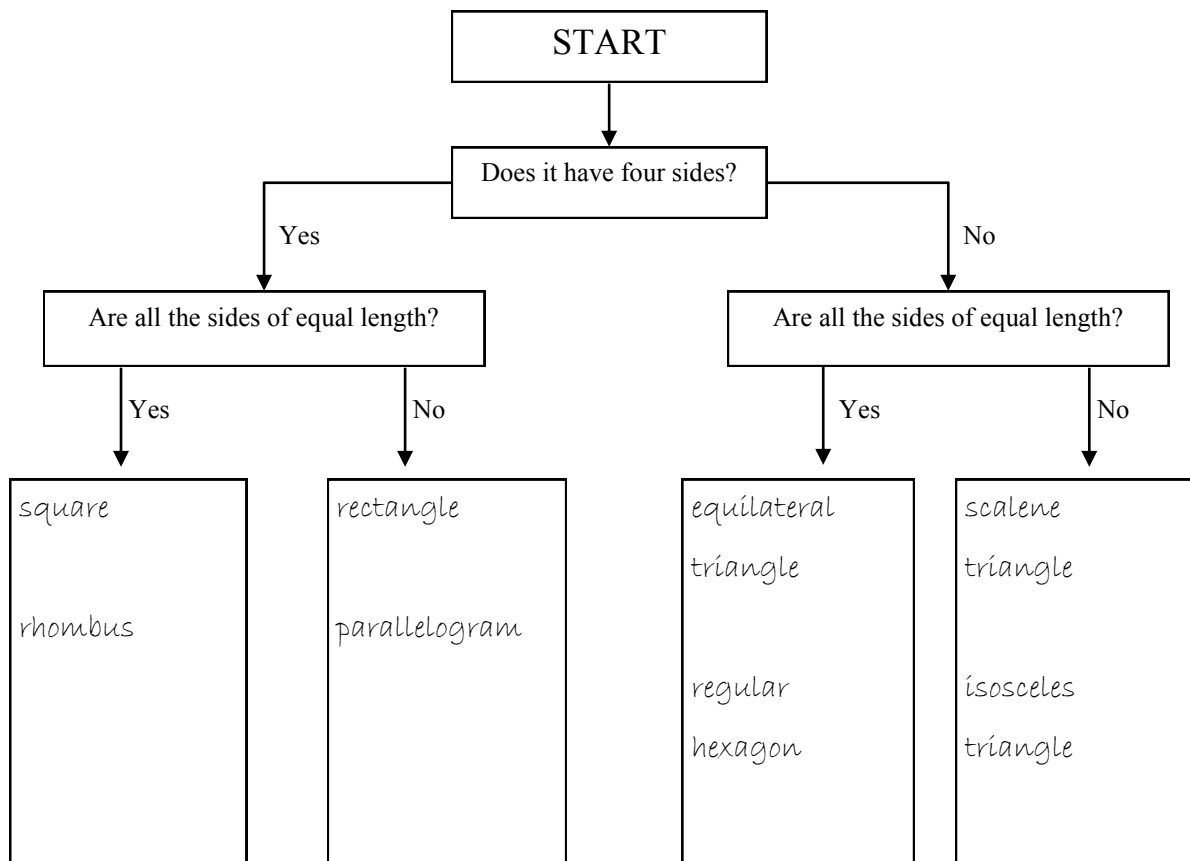 START
Does it have four sides?
Yes
No
Are all the sides of equal length?
Are all the sides of equal length?
Yes
No
Yes
No
square
rhombus
rectangle
parallelogram
equilateral
triangle
regular
hexagon
scalene
triangle
isosceles
triangle